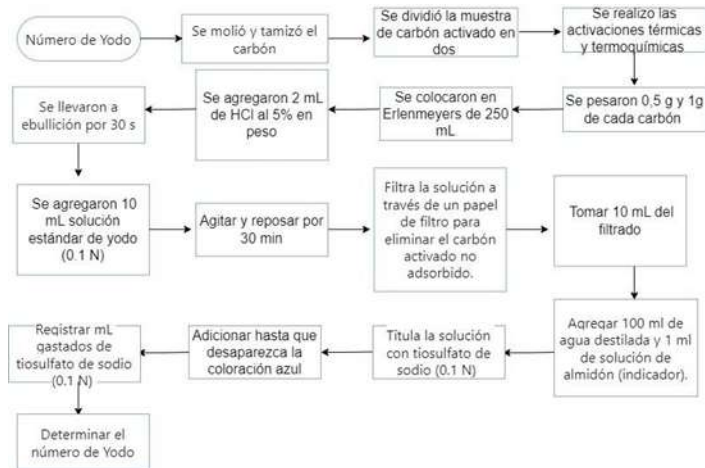 Número de Yodo
Se molió y tamizó el
carbón
Se dividió la muestra
de carbón activado en
dos
Se realizo las
activaciones térmicas
y termoquímicas
Se pesaron 0,5 g y 1g
de cada carbón
Se colocaron en
Erlenmeyers de 250
mL
Se agregaron 2 mL
de HCl al 5% en
peso
Se llevaron a
ebullición por 30 s
Se agregaron 10
mL solución
estándar de yodo
(0.1 N)
Agitar y reposar por
30 min
Filtra la solución a
través de un papel
de filtro para
eliminar el carbón
activado no
adsorbido.
Tomar 10 mL del
filtrado
Agregar 100 ml de
agua destilada y 1 ml
de solución de
almidón (indicador).
Titula la solución
con tiosulfato de
sodio (0.1 N)
Adicionar hasta que
desaparezca la
coloración azul
Registrar mL
gastados de
tiosulfato de sodio
(0.1 N)
Determinar el
número de Yodo